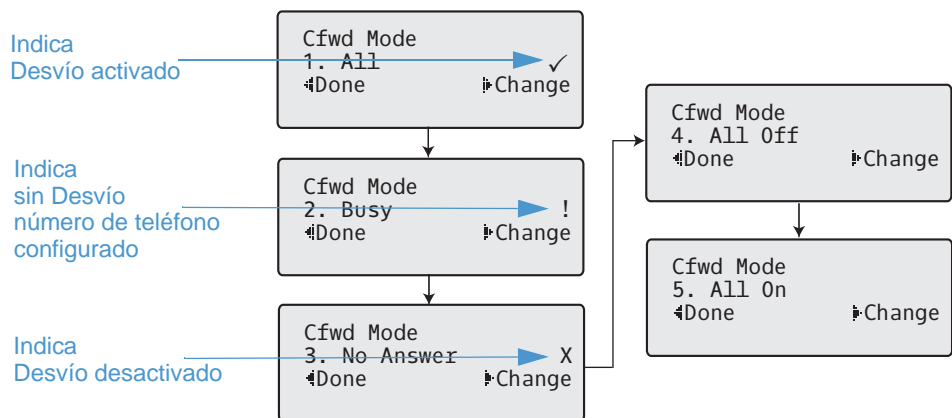 Indica
Desvío activado
Cfwd Mode
1. All ✓
Done Change
Indica
sin Desvío
número de teléfono
configurado
Cfwd Mode
2. Busy !
Done Change
Indica
Desvío desactivado
Cfwd Mode
3. No Answer X
Done Change
Cfwd Mode
4. All Off
Done Change
Cfwd Mode
5. All On
Done Change